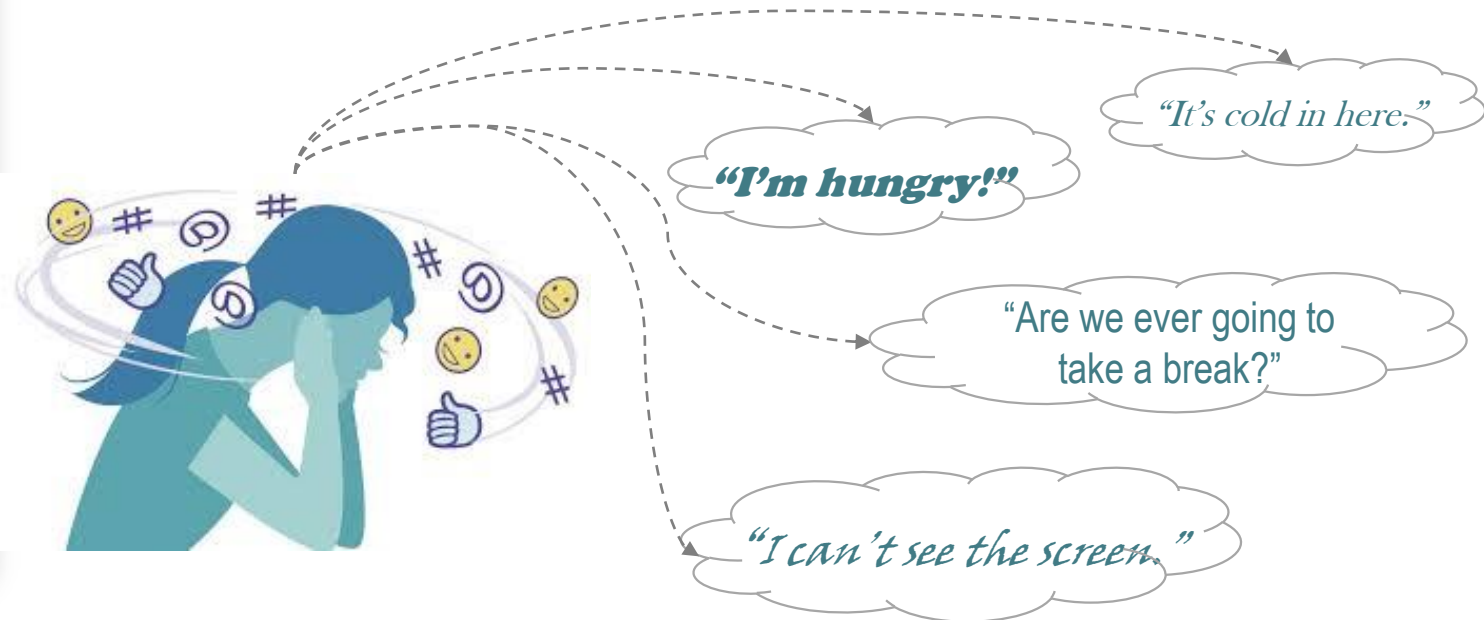 “It’s cold in here.”
“I’m hungry!”
“Are we ever going to
take a break?”
“I can’t see the screen.”